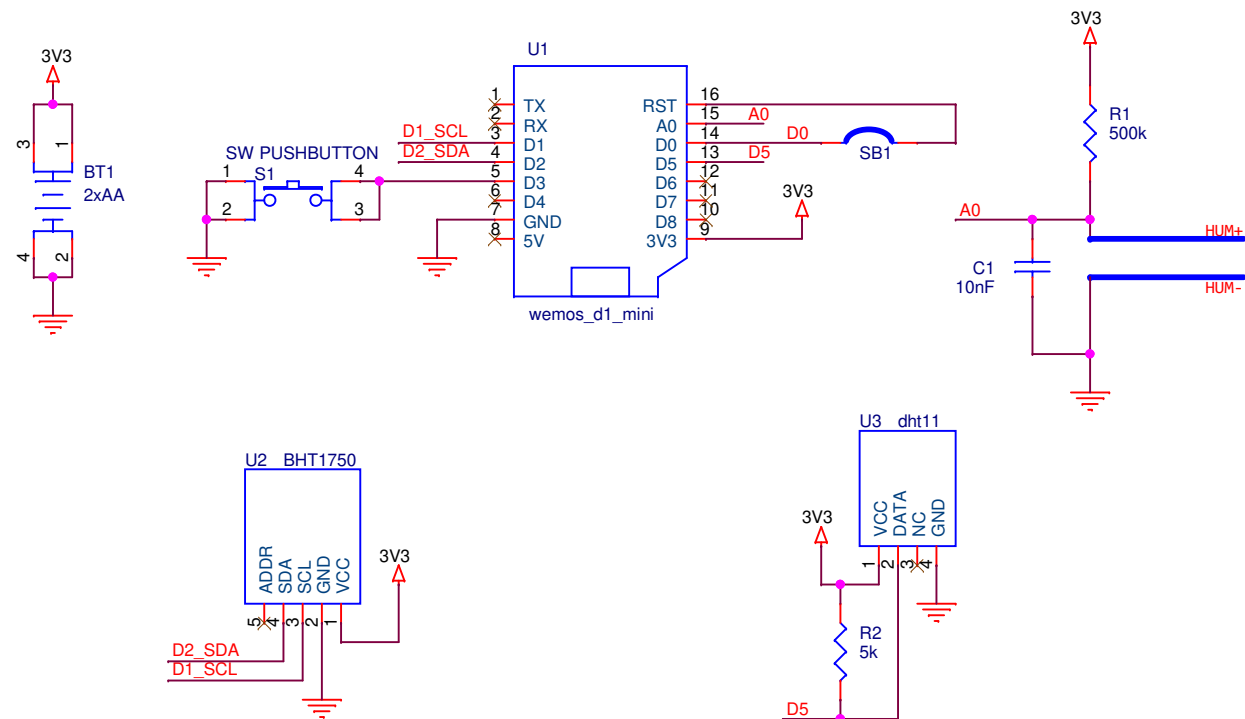 3V3
3
1
BT1
2xAA
4
2
SW PUSHBUTTON
S1
1
2
4
3
D1_SCL
D2_SDA
U1
1
2
3
4
5
6
7
8
TX
RX
D1
D2
D3
D4
GND
5V
RST
A0
D0
D5
D6
D7
D8
3V3
16
15
14
13
12
11
10
9
wemos_d1_mini
A0
D0
D5
SB1
3V3
3V3
R1
500k
A0
C1
10nF
HUM+
HUM-
U2 BHT1750
ADDR
SDA
SCL
GND
VCC
5
4
3
2
1
3V3
D2_SDA
D1_SCL
U3 dht11
VCC
DATA
NC
GND
1
2
3
4
3V3
R2
5k
D5